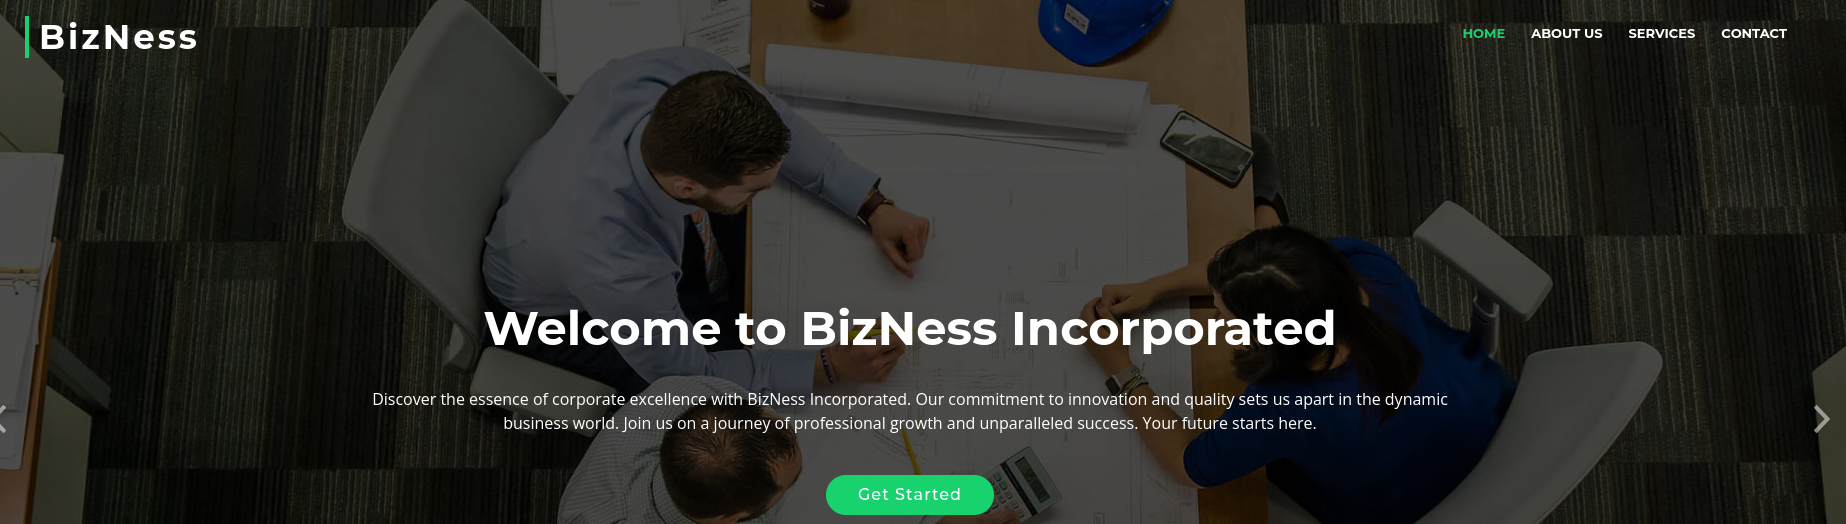 BizNess
HOME ABOUT US SERVICES CONTACT
Welcome to BizNess Incorporated
Discover the essence of corporate excellence with BizNess Incorporated. Our commitment to innovation and quality sets us apart in the dynamic
business world. Join us on a journey of professional growth and unparalleled success. Your future starts here.
Get Started